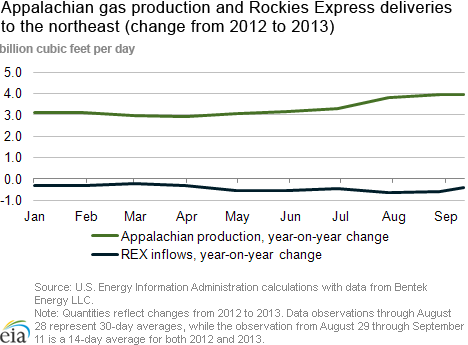 Appalachian gas production and Rockies Express deliveries
to the northeast (change from 2012 to 2013)
billion cubic feet per day
5.0
4.0
3.0
2.0
1.0
0.0
-1.0
Jan Feb Mar Apr May Jun Jul Aug Sep
Appalachian production, year-on-year change
REX inflows, year-on-year change
Source: U.S. Energy Information Administration calculations with data from Bentek
Energy LLC.
Note: Quantities reflect changes from 2012 to 2013. Data observations through August
28 represent 30-day averages, while the observation from August 29 through September
11 is a 14-day average for both 2012 and 2013.
eia